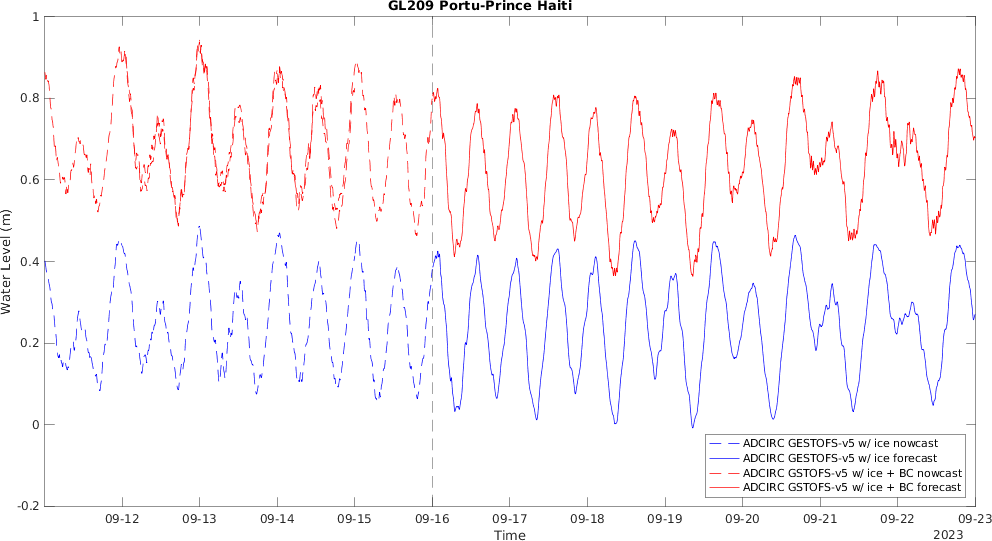 GL209 Portu-Prince Haiti
1
0.8
0.6
0.4
0.2
0
-0.2
Water Level (m)
ADCIRC GESTOFS-v5 w/ ice nowcast
ADCIRC GESTOFS-v5 w/ ice forecast
ADCIRC GSTOFS-v5 w/ ice + BC nowcast
ADCIRC GSTOFS-v5 w/ ice + BC forecast
09-12 09-13 09-14 09-15 09-16 09-17 09-18 09-19 09-20 09-21 09-22 09-23
Time
2023